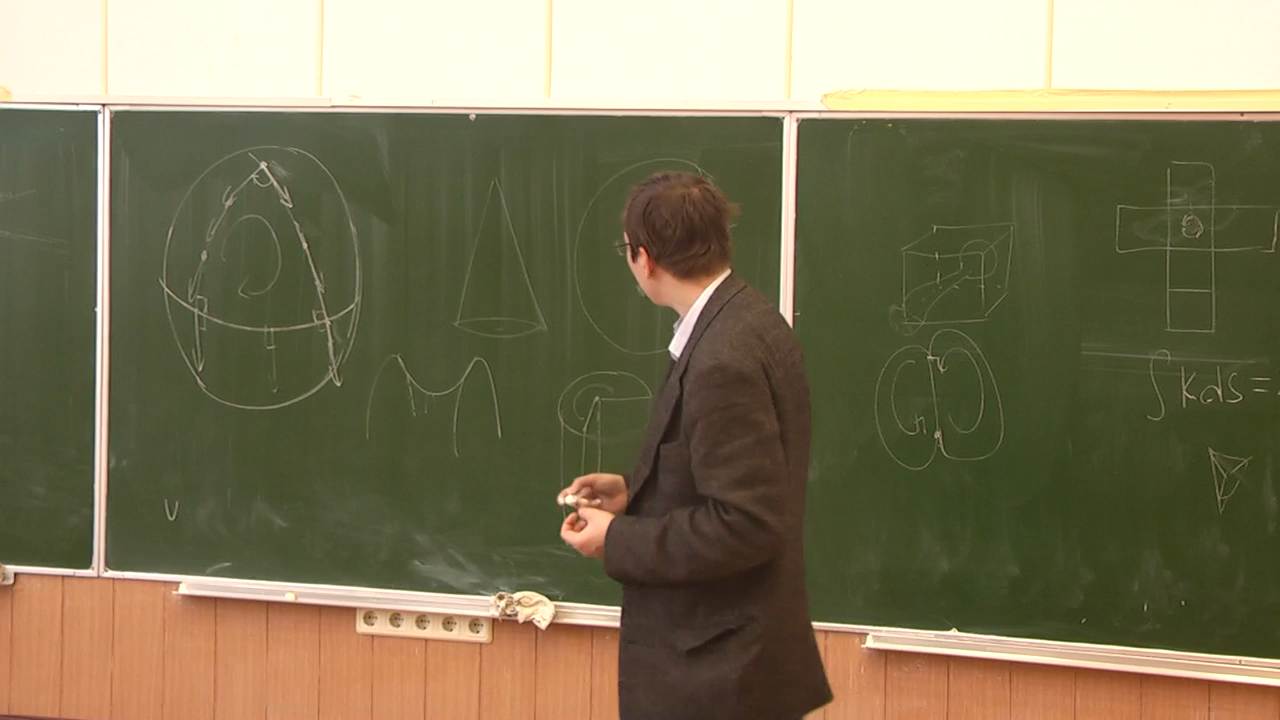 U
∫ kds =